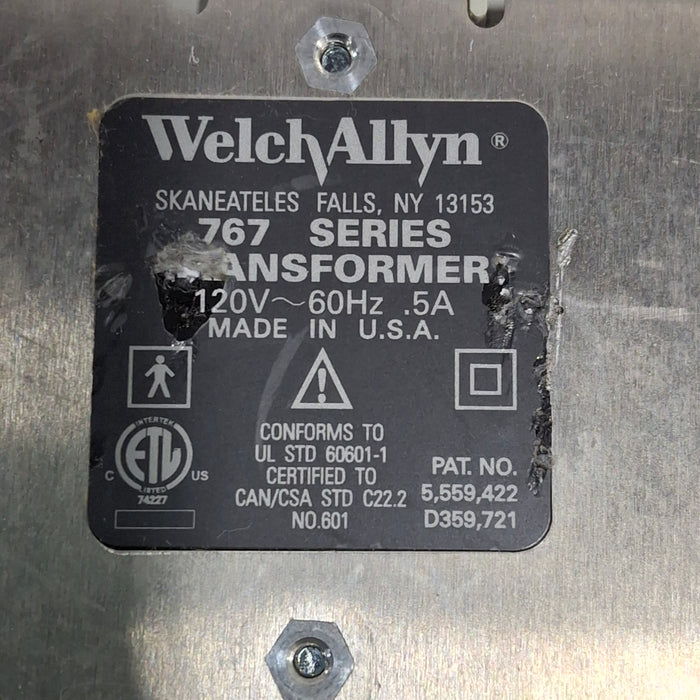 WelchAllyn®
SKANEATELES FALLS, NY 13153
767 SERIES
ANSFORMER
120V~60Hz .5A
MADE IN U.S.A.
INTERTEK
ETL
C US
LISTED
74227
CONFORMS TO
UL STD 60601-1
CERTIFIED TO
CAN/CSA STD C22.2
NO.601
PAT. NO.
5,559,422
D359,721